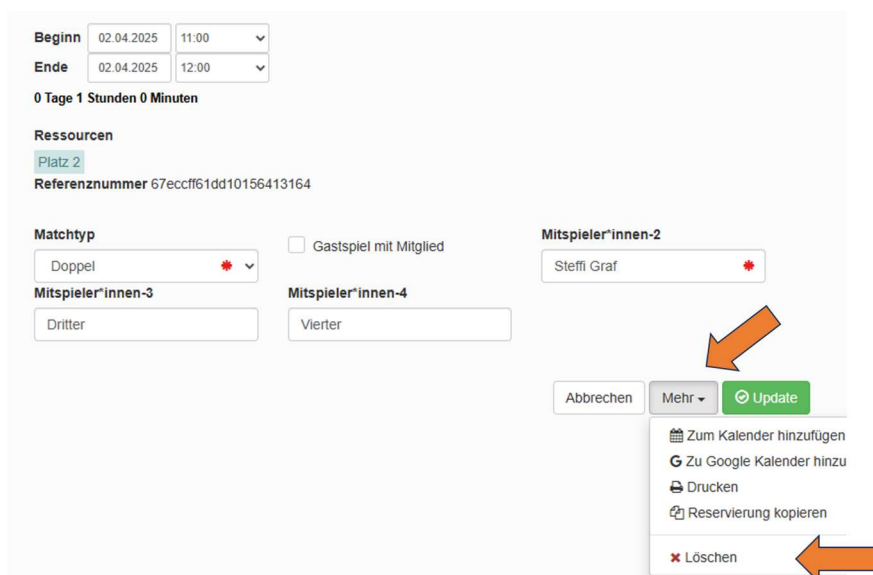 Beginn 02.04.2025 11:00
Ende 02.04.2025 12:00
0 Tage 1 Stunden 0 Minuten
Ressourcen
Platz 2
Referenznummer 67eccff61dd10156413164
Matchtyp
Gastspiel mit Mitglied
Mitspieler*innen-2
Doppel
Steffi Graf
Mitspieler*innen-3
Mitspieler*innen-4
Dritter
Vierter
Abbrechen Mehr Update
Zum Kalender hinzufügen
G Zu Google Kalender hinzu
Drucken
Reservierung kopieren
Löschen